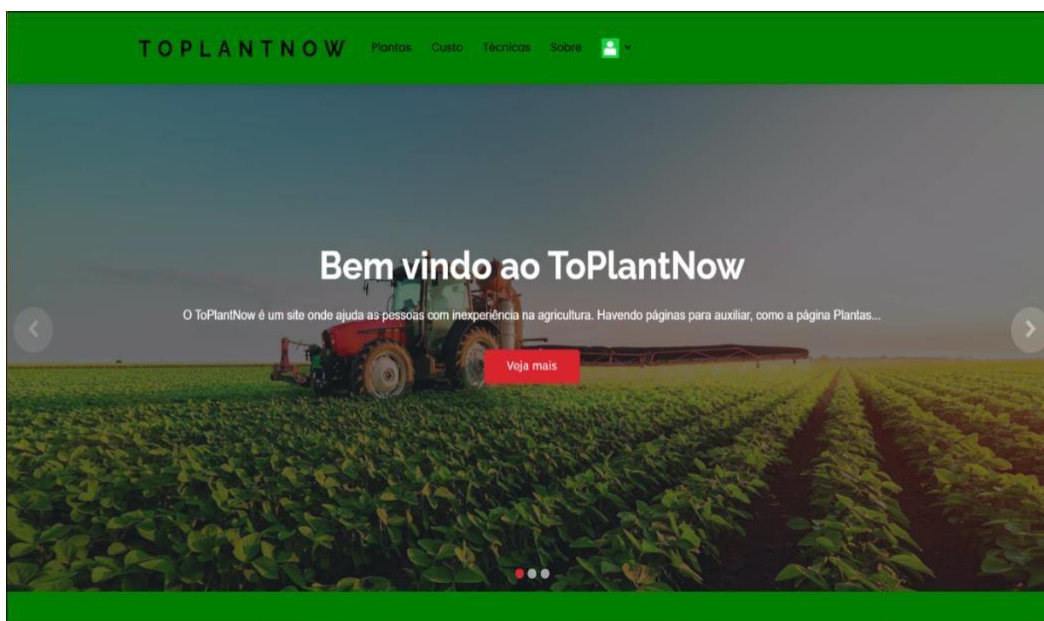 TOPLANTNOW Plantas Custo Técnicas Sobre
Bem vindo ao ToPlantNow
O ToPlantNow é um site onde ajuda as pessoas com inexperiência na agricultura. Havendo páginas para auxiliar, como a página Plantas...
Veja mais